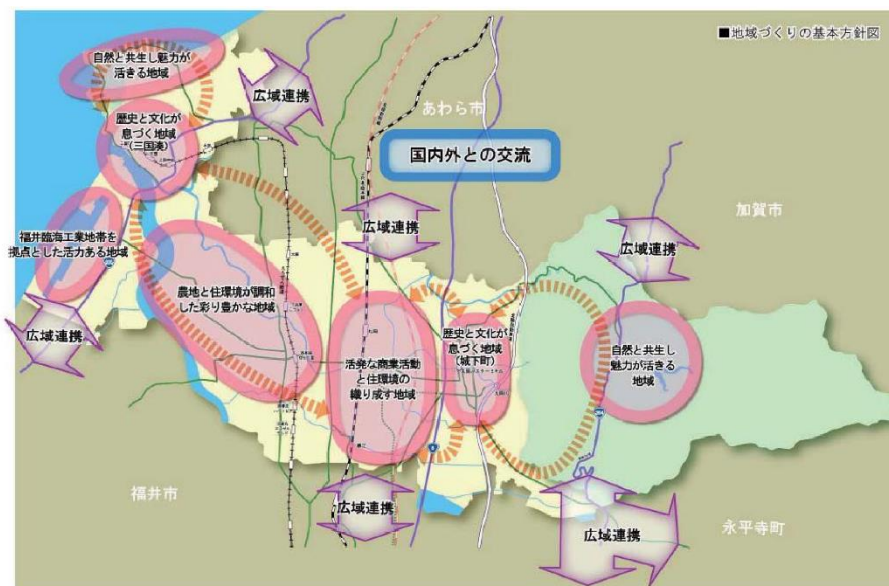 ■地域づくりの基本方針図
自然と共生し魅力が
活きる地域
広域連携
あわら市
歴史と文化が
息づく地域
(三国湊)
国内外との交流
加賀市
福井臨海工業地帯を
拠点とした活力ある地域
広域連携
広域連携
農地と住環境が調和
した彩り豊かな地域
広域連携
歴史と文化が
息づく地域
(城下町)
自然と共生し
魅力が活きる
地域
活発な商業活動
と住環境の
織り成す地域
福井市
広域連携
広域連携
永平寺町